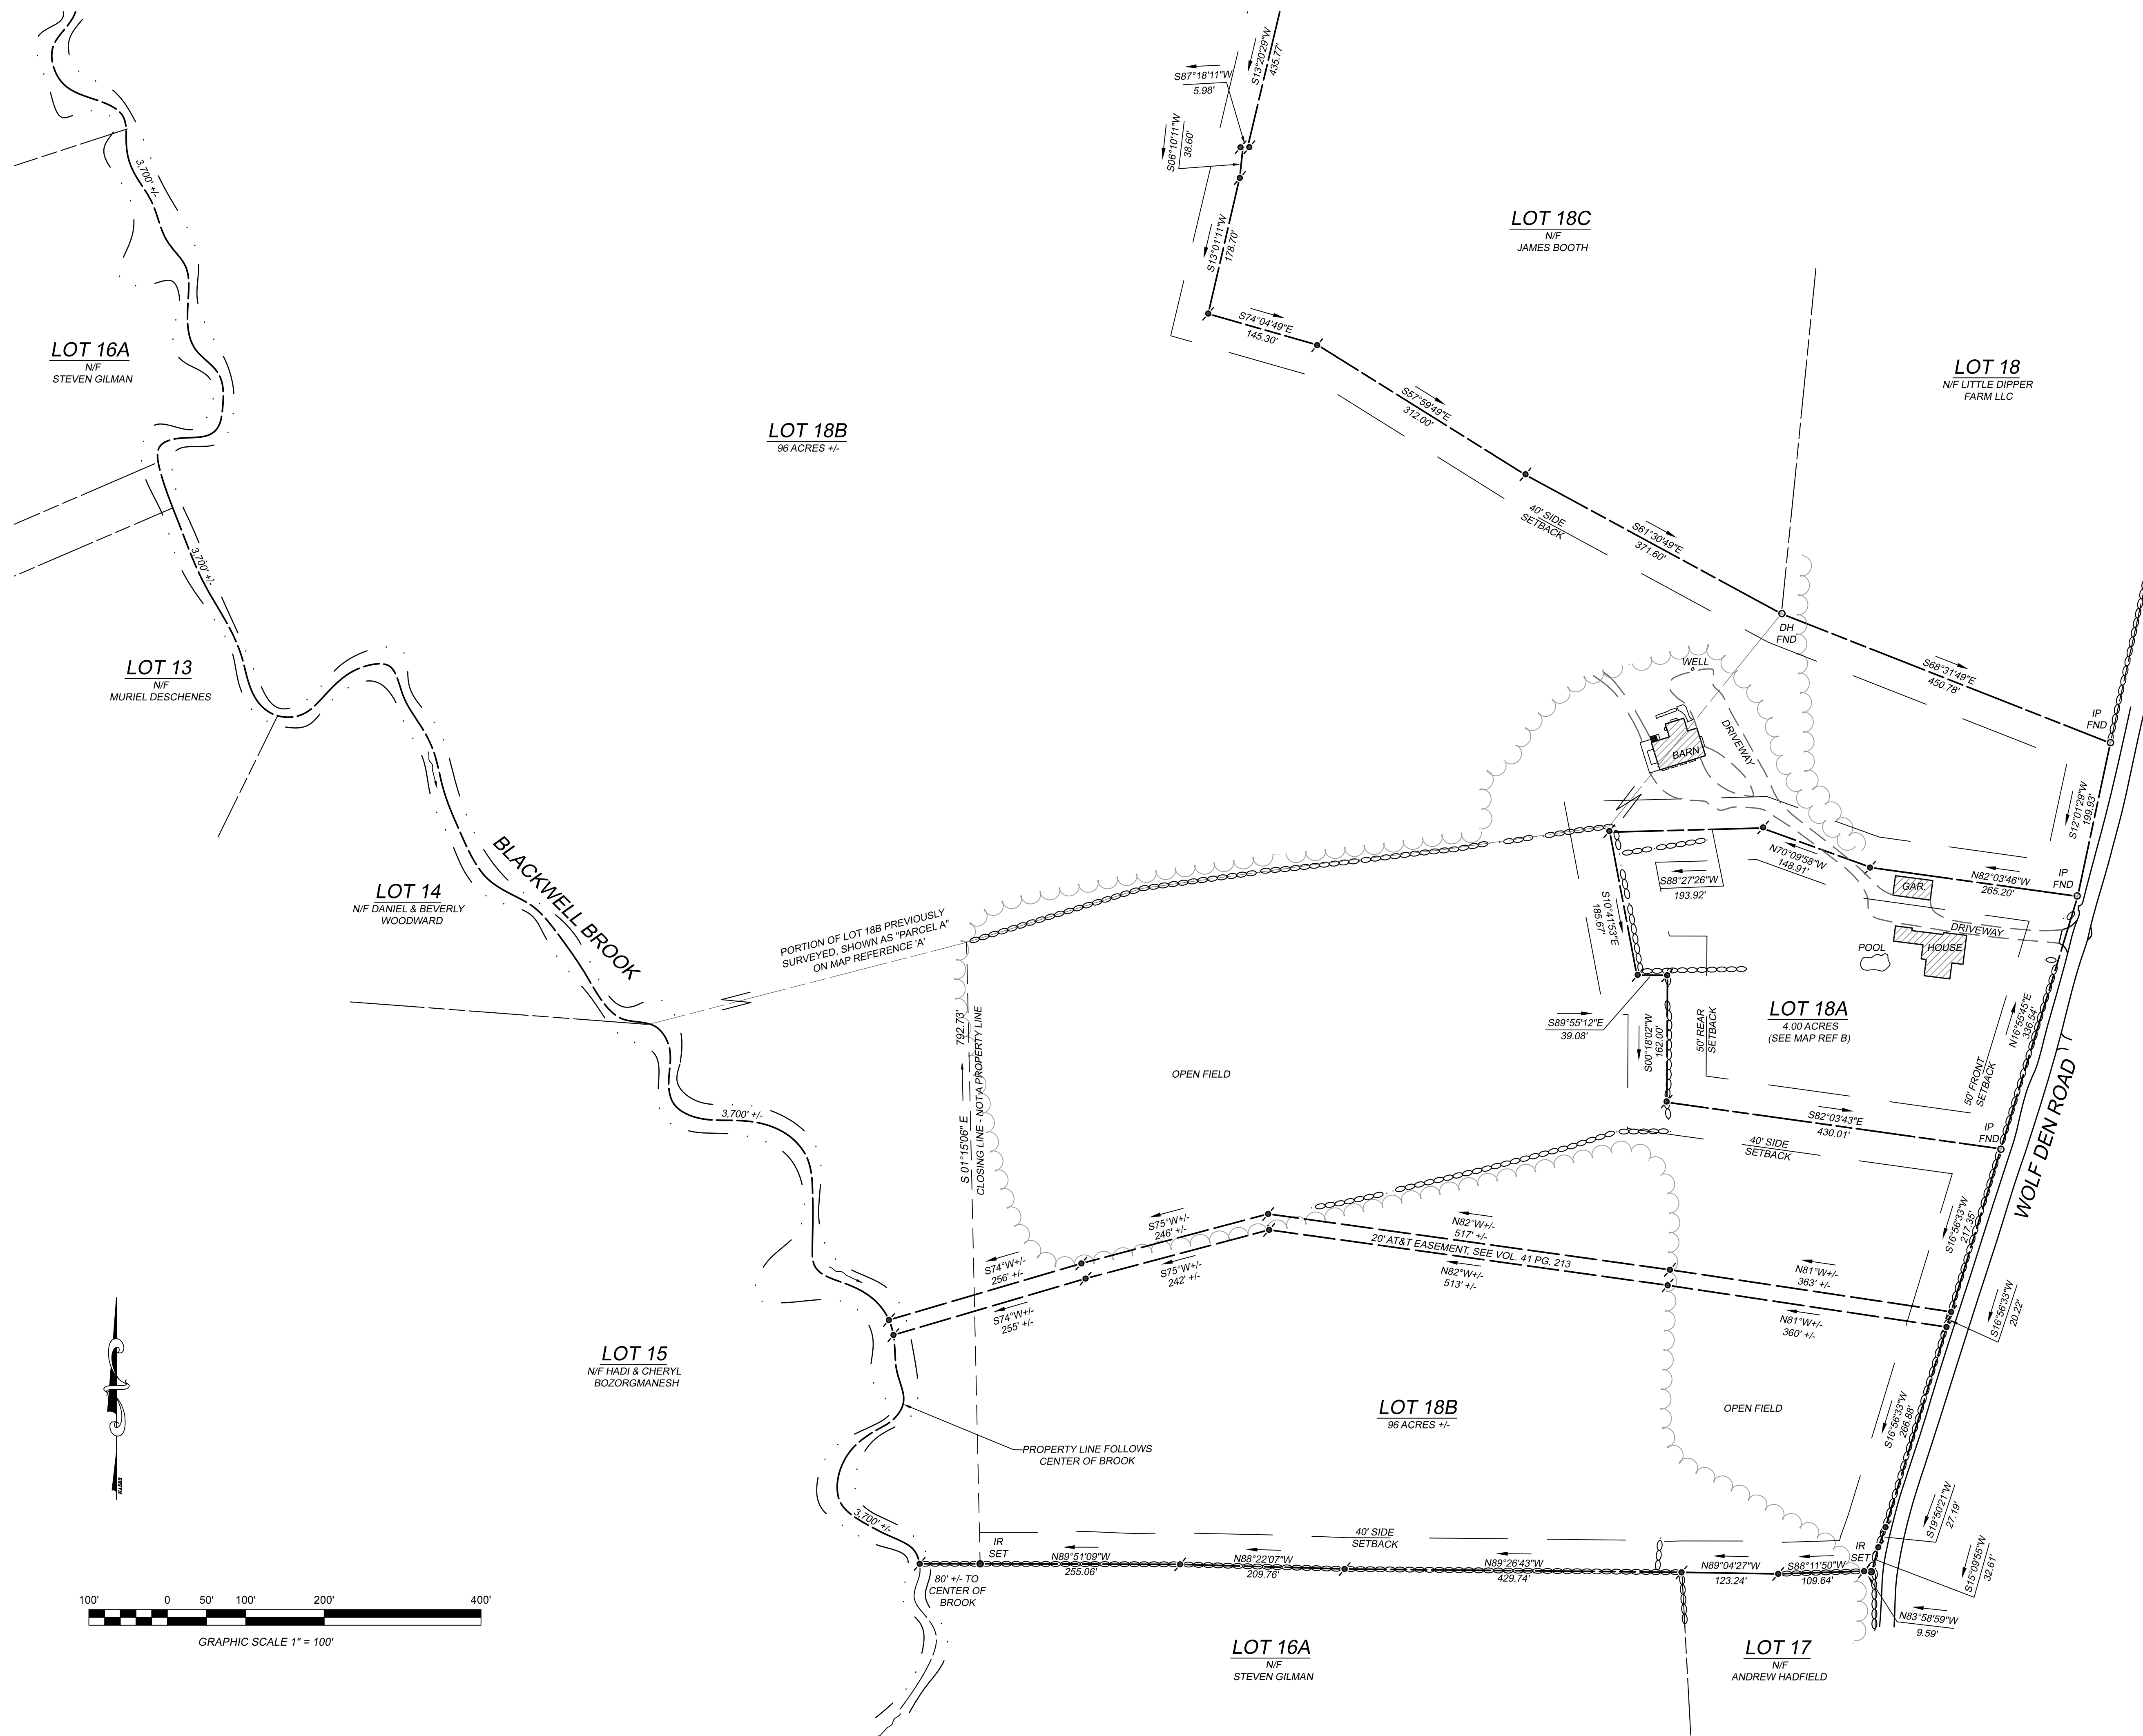 S13°20'29"W
435.77'
S87°18'11"W
5.98'
S06°10'11"W
38.60'
S13°01'11"W
178.70'
3,700' +/-
LOT 18C
N/F
JAMES BOOTH
S74°04'49"E
145.30'
LOT 16A
N/F
STEVEN GILMAN
LOT 18
N/F LITTLE DIPPER
FARM LLC
S57°59'49"E
312.00'
LOT 18B
96 ACRES +/-
40' SIDE
SETBACK
S61°30'49"E
371.60'
3,700' +/-
DH
FND
LOT 13
N/F
MURIEL DESCHENES
WELL
S68°31'49"E
450.78'
IP
FND
BARN
DRIVEWAY
S12°01'29"W
199.93'
BLACKWELL BROOK
LOT 14
N/F DANIEL & BEVERLY
WOODWARD
N70°09'58"W
148.91'
S88°27'26"W
193.92'
N82°03'46"W
265.20'
IP
FND
GAR.
S10°41'53"E
185.67'
PORTION OF LOT 18B PREVIOUSLY
SURVEYED, SHOWN AS "PARCEL A"
ON MAP REFERENCE 'A'
DRIVEWAY
POOL
HOUSE
LOT 18A
4.00 ACRES
(SEE MAP REF B)
S89°55'12"E
39.08'
S00°18'02"W
162.00'
50' REAR
SETBACK
N16°55'45"E
336.54'
50' FRONT
SETBACK
S 01°15'06" E
792.73'
CLOSING LINE - NOT A PROPERTY LINE
OPEN FIELD
3,700' +/-
S82°03'43"E
430.01'
IP
FND
40' SIDE
SETBACK
WOLF DEN ROAD
S75°W+/-
246' +/-
N82°W+/-
517' +/-
S16°56'33"W
217.35'
20' AT&T EASEMENT, SEE VOL. 41 PG. 213
S74°W+/-
256' +/-
S75°W+/-
242' +/-
N82°W+/-
513' +/-
N81°W+/-
363' +/-
S74°W+/-
255' +/-
N81°W+/-
360' +/-
S16°56'33"W
20.22'
LOT 15
N/F HADI & CHERYL
BOZORGMANESH
LOT 18B
96 ACRES +/-
OPEN FIELD
S16°56'33"W
266.88'
PROPERTY LINE FOLLOWS
CENTER OF BROOK
NORTH
3,700' +/-
40' SIDE
SETBACK
S19°50'21"W
27.19'
IR
SET
N89°51'09"W
255.06'
N88°22'07"W
209.76'
N89°26'43"W
429.74'
N89°04'27"W
123.24'
S88°11'50"W
109.64'
IR
SET
S15°09'55"W
32.61'
80' +/- TO
CENTER OF
BROOK
N83°58'59"W
9.59'
100' 0 50' 100' 200' 400'
GRAPHIC SCALE 1" = 100'
LOT 16A
N/F
STEVEN GILMAN
LOT 17
N/F
ANDREW HADFIELD